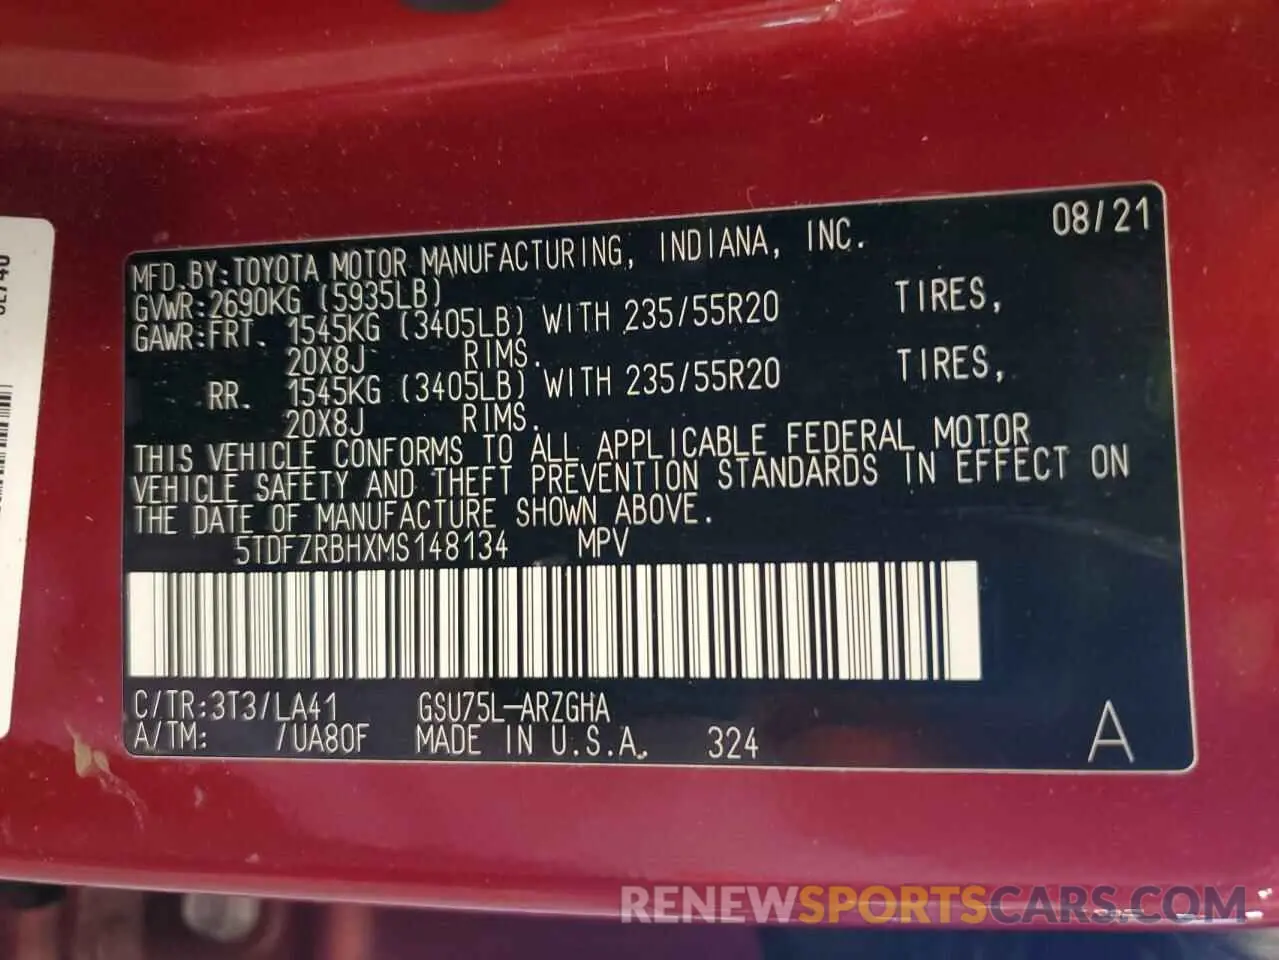 08/21
MFD.BY:TOYOTA MOTOR MANUFACTURING, INDIANA, INC.
GVWR:2690KG (5935LB)
GAWR:FRT. 1545KG (3405LB) WITH 235/55R20 TIRES,
20X8J RIMS.
RR. 1545KG (3405LB) WITH 235/55R20 TIRES,
20X8J RIMS.
THIS VEHICLE CONFORMS TO ALL APPLICABLE FEDERAL MOTOR
VEHICLE SAFETY AND THEFT PREVENTION STANDARDS IN EFFECT ON
THE DATE OF MANUFACTURE SHOWN ABOVE.
5TDFZRBHXMS148134 MPV
C/TR:3T3/LA41 GSU75L-ARZGHA
A/TM: /UA80F MADE IN U.S.A. 324
A
RENEWSPORTSCARS.COM